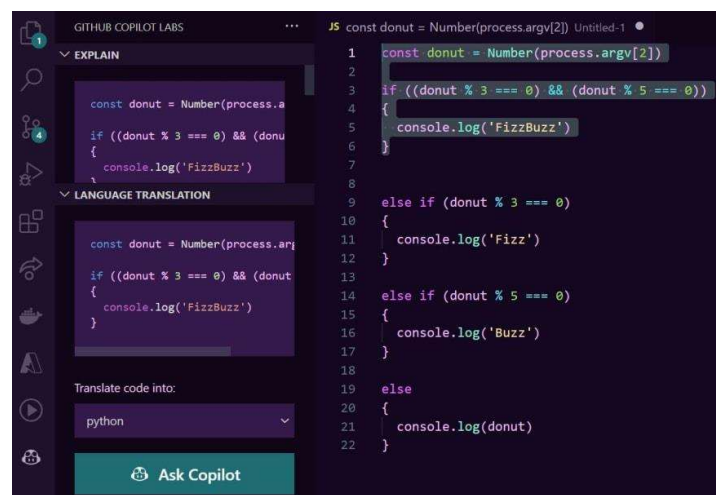 GITHUB COPILOT LABS
...
EXPLAIN
const donut = Number(process.a
if ((donut % 3 === 0) && (donu
{
console.log('FizzBuzz')
LANGUAGE TRANSLATION
const donut = Number(process.arg
if ((donut % 3 === 0) && (donut
{
console.log('FizzBuzz')
}
Translate code into:
python
Ask Copilot
1
4
JS const donut = Number(process.argv[2]) Untitled-1 ●
1 const donut = Number(process.argv[2])
2
3 if ((donut % 3 === 0) && (donut % 5 === 0))
4 {
5 console.log('FizzBuzz')
6 }
7
8
9 else if (donut % 3 === 0)
10 {
11 console.log('Fizz')
12 }
13
14 else if (donut % 5 === 0)
15 {
16 console.log('Buzz')
17 }
18
19 else
20 {
21 console.log(donut)
22 }